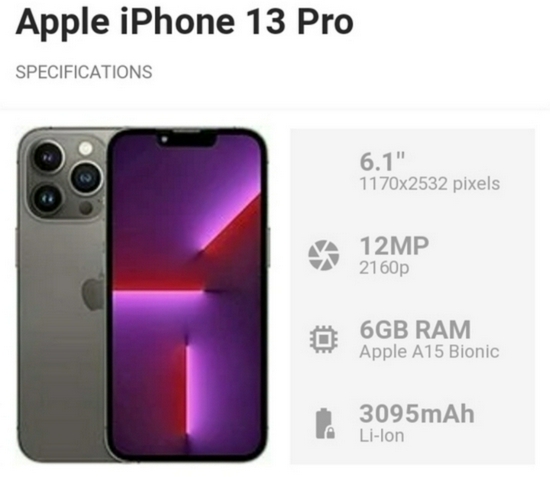 Apple iPhone 13 Pro
SPECIFICATIONS
6.1"
1170x2532 pixels
12MP
2160p
6GB RAM
Apple A15 Bionic
3095mAh
Li-Ion